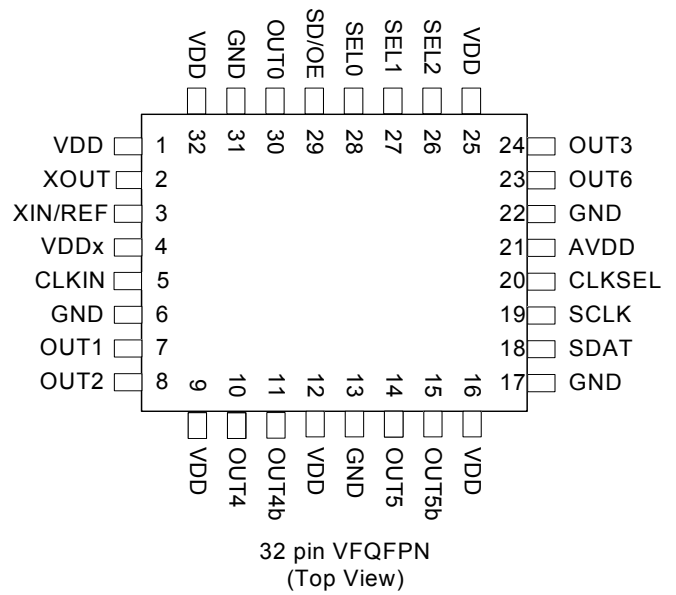 VDD
GND
OUT0
SD/OE
SEL0
SEL1
SEL2
VDD
32
31
30
29
28
27
26
25
VDD 1
XOUT 2
XIN/REF 3
VDDx 4
CLKIN 5
GND 6
OUT1 7
OUT2 8
24 OUT3
23 OUT6
22 GND
21 AVDD
20 CLKSEL
19 SCLK
18 SDAT
17 GND
9
10
11
12
13
14
15
16
VDD
OUT4
OUT4b
VDD
GND
OUT5
OUT5b
VDD
32 pin VFQFPN
(Top View)